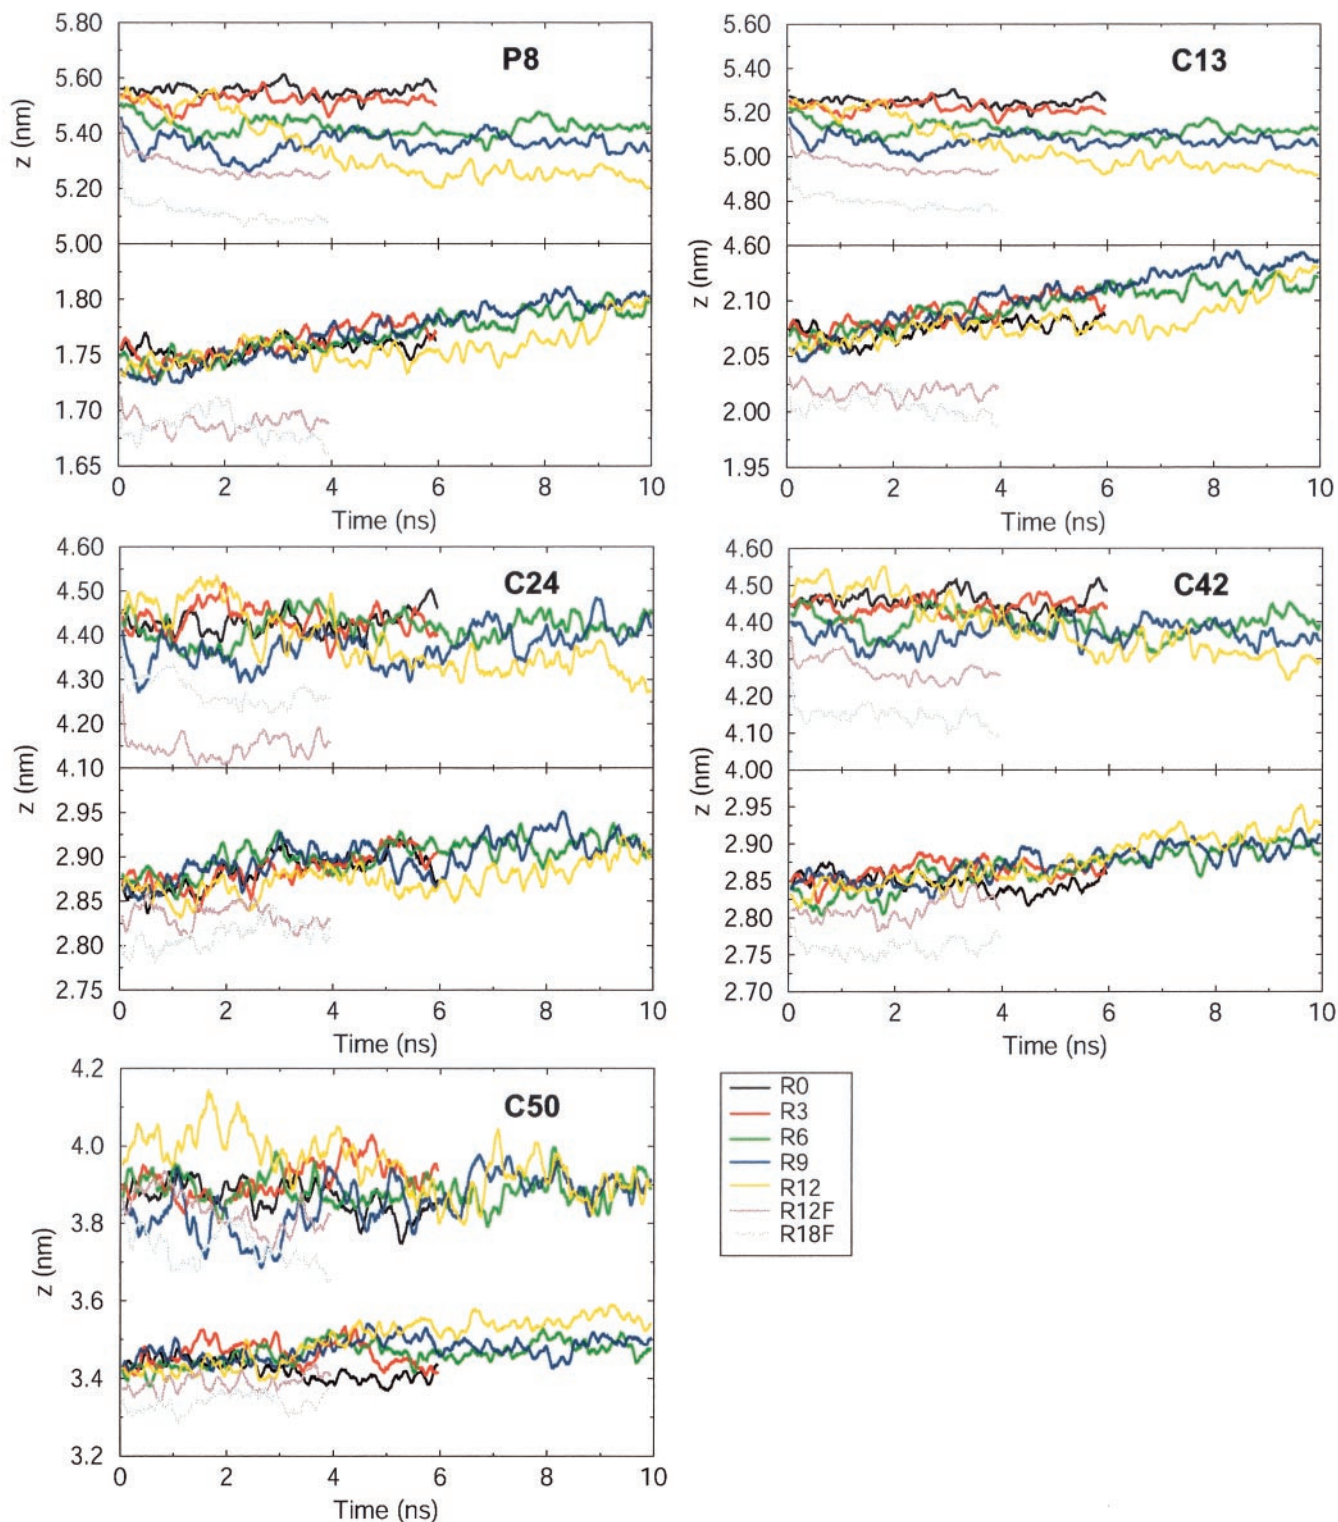 P8
z (nm)
5.80
5.60
5.40
5.20
5.00
1.80
1.75
1.70
1.65
0 2 4 6 8 10
Time (ns)
C13
z (nm)
5.60
5.40
5.20
5.00
4.80
4.60
z (nm)
2.10
2.05
2.00
1.95
0 2 4 6 8 10
Time (ns)
C24
4.60
4.50
4.40
4.30
4.20
4.10
z (nm)
2.95
2.90
2.85
2.80
2.75
0 2 4 6 8 10
Time (ns)
C42
4.60
4.50
4.40
4.30
4.20
4.10
4.00
z (nm)
2.95
2.90
2.85
2.80
2.75
2.70
0 2 4 6 8 10
Time (ns)
C50
4.2
4.0
3.8
z (nm)
3.6
3.4
3.2
0 2 4 6 8 10
Time (ns)
R0
R3
R6
R9
R12
R12F
R18F